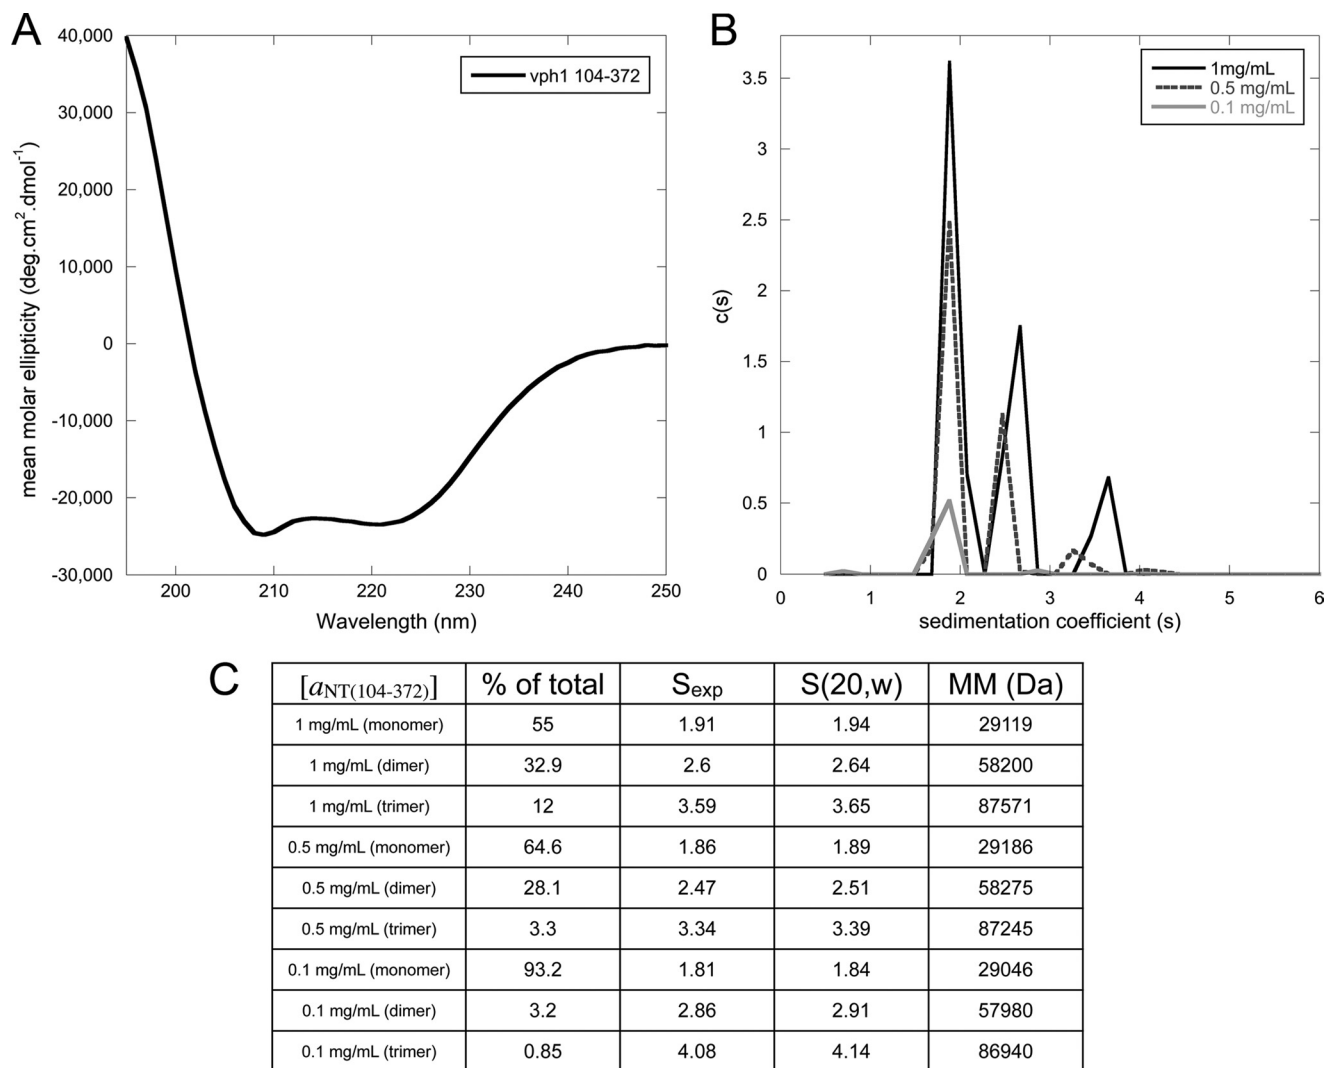 A
40,000
30,000
20,000
10,000
0
-10,000
-20,000
-30,000
mean molar ellipticity (deg.cm².dmol⁻¹)
vph1 104-372
200 210 220 230 240 250
Wavelength (nm)
B
3.5
3
2.5
2
1.5
1
0.5
0
c(s)
1mg/mL
0.5 mg/mL
0.1 mg/mL
0 1 2 3 4 5 6
sedimentation coefficient (s)
C
[aNT(104-372)] % of total Sexp S(20,w) MM (Da)
1 mg/mL (monomer) 55 1.91 1.94 29119
1 mg/mL (dimer) 32.9 2.6 2.64 58200
1 mg/mL (trimer) 12 3.59 3.65 87571
0.5 mg/mL (monomer) 64.6 1.86 1.89 29186
0.5 mg/mL (dimer) 28.1 2.47 2.51 58275
0.5 mg/mL (trimer) 3.3 3.34 3.39 87245
0.1 mg/mL (monomer) 93.2 1.81 1.84 29046
0.1 mg/mL (dimer) 3.2 2.86 2.91 57980
0.1 mg/mL (trimer) 0.85 4.08 4.14 86940